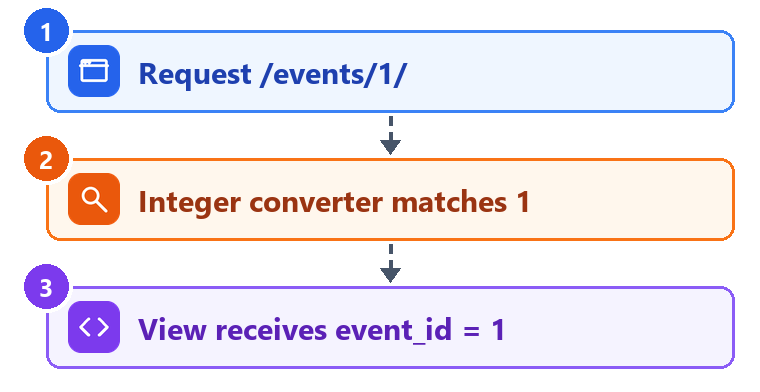 1
Request /events/1/
2
Integer converter matches 1
3
View receives event_id = 1